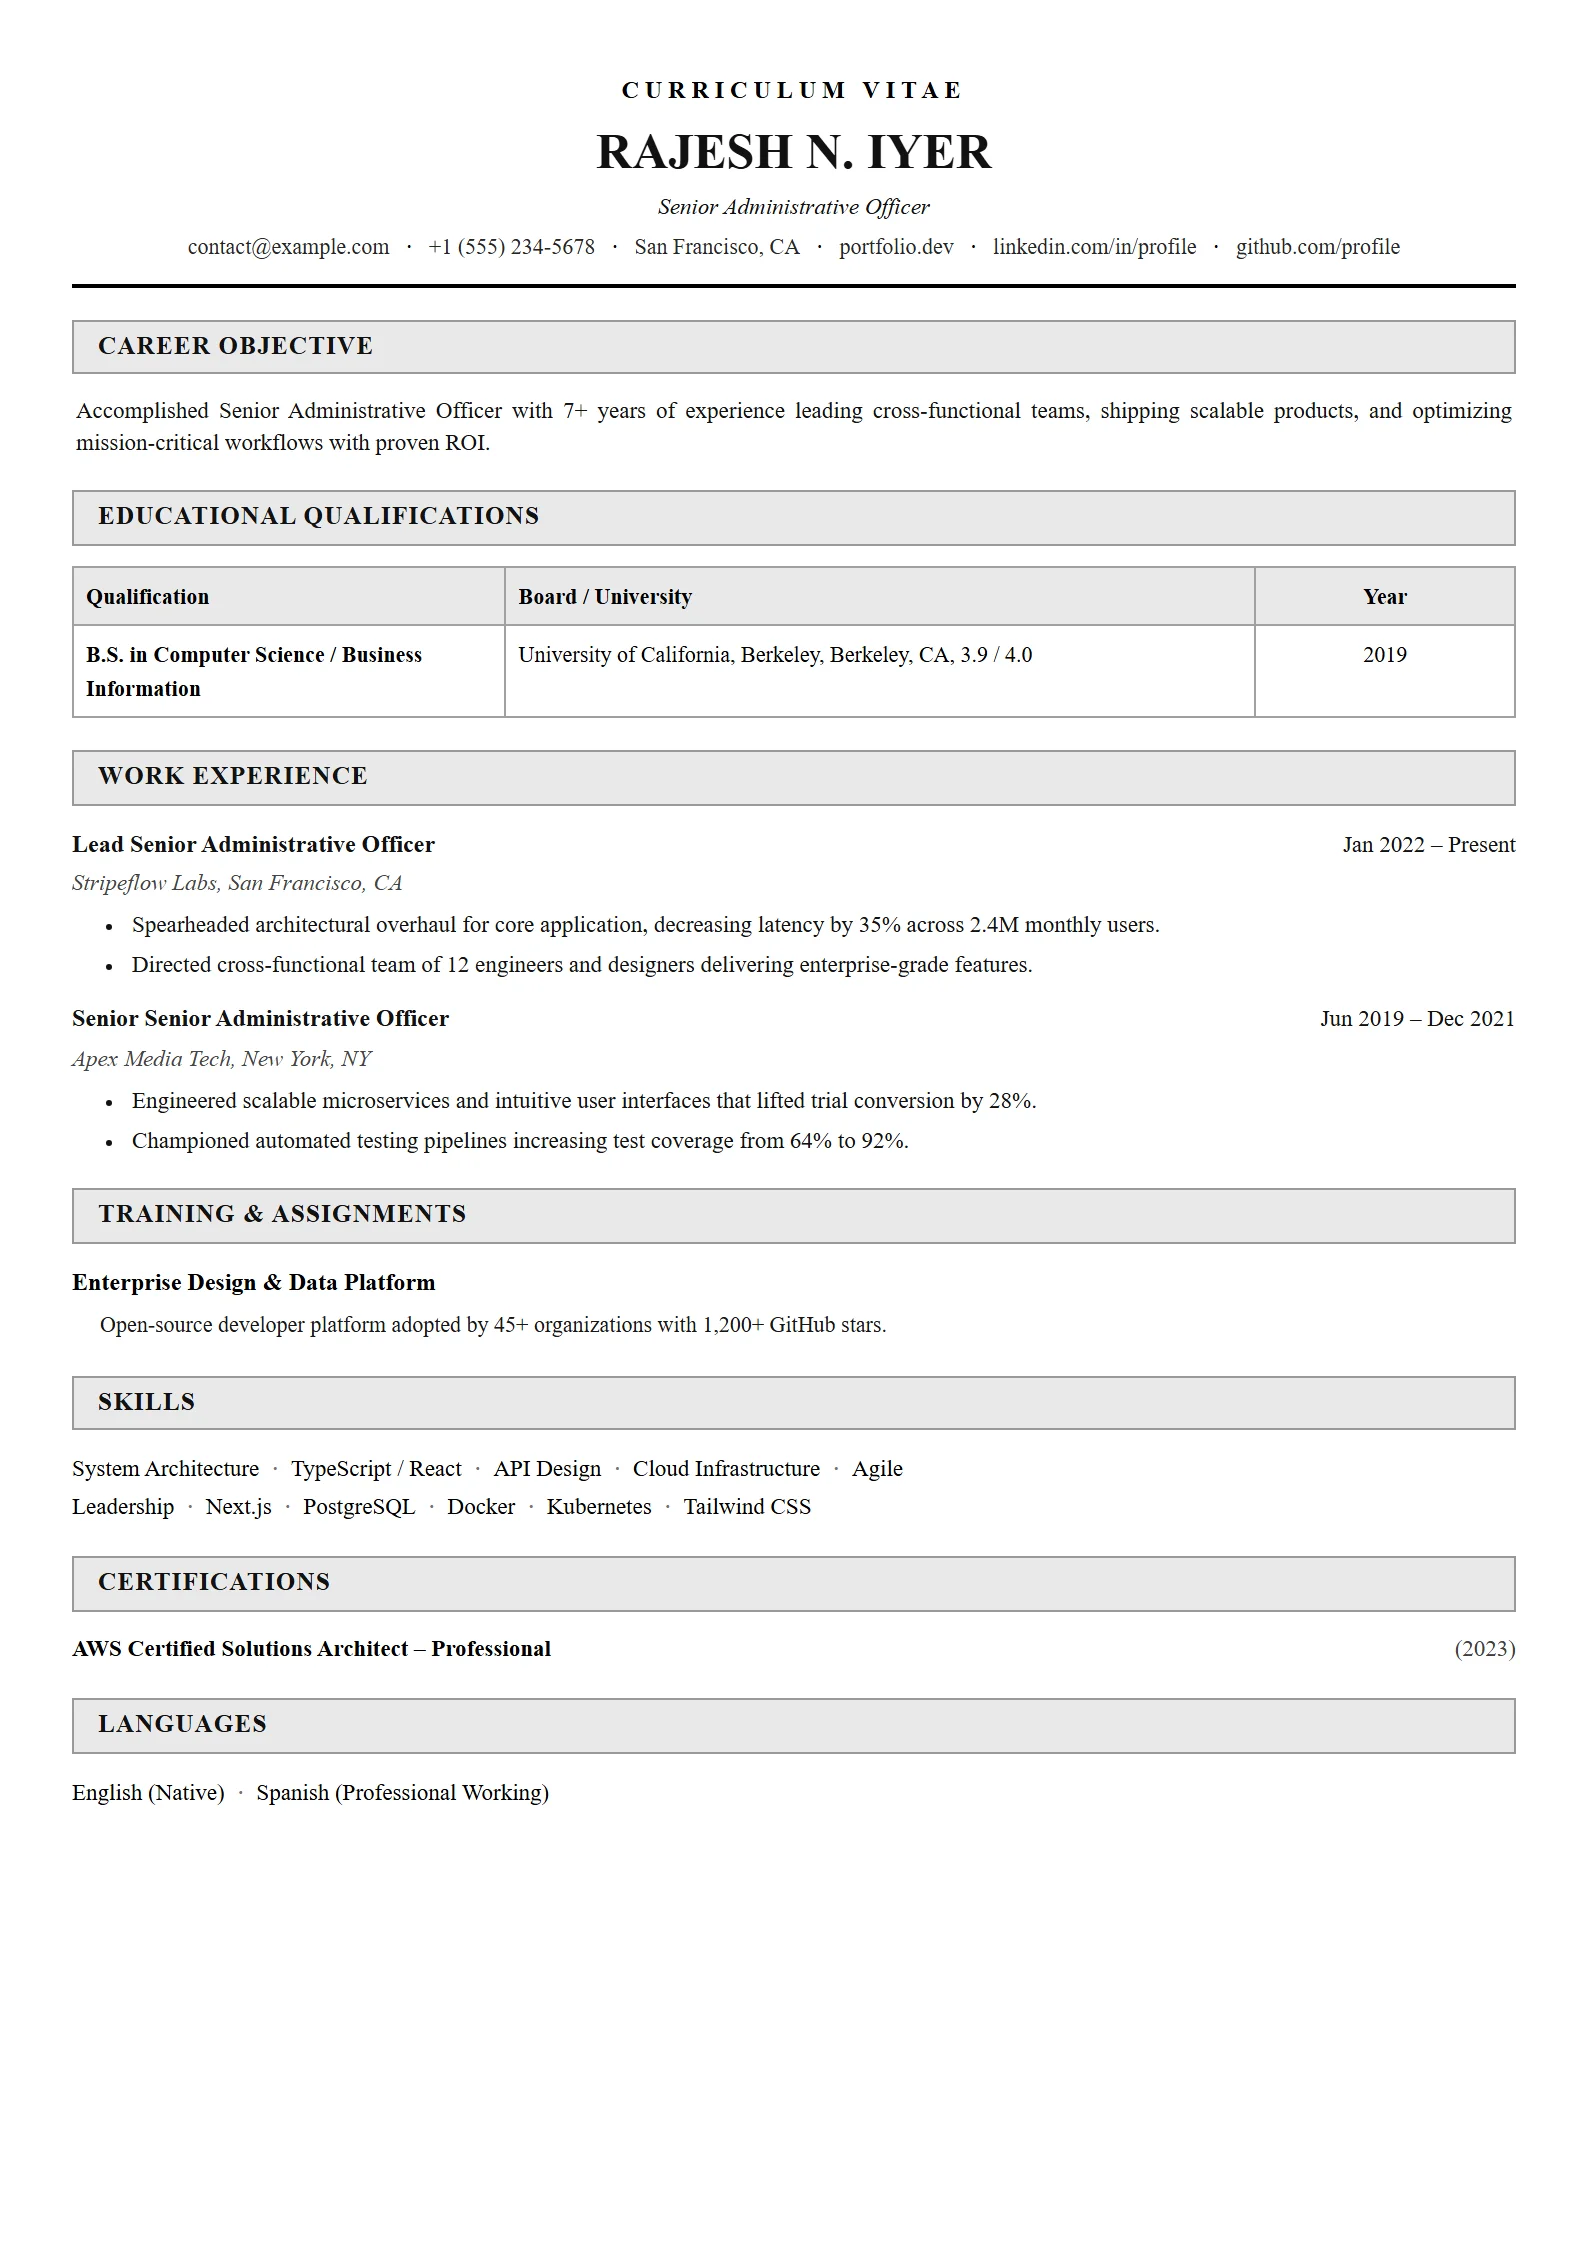 CURRICULUM VITAE
RAJESH N. IYER
Senior Administrative Officer
contact@example.com · +1 (555) 234-5678 · San Francisco, CA · portfolio.dev · linkedin.com/in/profile · github.com/profile
CAREER OBJECTIVE
Accomplished Senior Administrative Officer with 7+ years of experience leading cross-functional teams, shipping scalable products, and optimizing
mission-critical workflows with proven ROI.
EDUCATIONAL QUALIFICATIONS
Qualification Board / University Year
B.S. in Computer Science / Business University of California, Berkeley, Berkeley, CA, 3.9 / 4.0 2019
Information
WORK EXPERIENCE
Lead Senior Administrative Officer Jan 2022 – Present
Stripeflow Labs, San Francisco, CA
• Spearheaded architectural overhaul for core application, decreasing latency by 35% across 2.4M monthly users.
• Directed cross-functional team of 12 engineers and designers delivering enterprise-grade features.
Senior Senior Administrative Officer Jun 2019 – Dec 2021
Apex Media Tech, New York, NY
• Engineered scalable microservices and intuitive user interfaces that lifted trial conversion by 28%.
• Championed automated testing pipelines increasing test coverage from 64% to 92%.
TRAINING & ASSIGNMENTS
Enterprise Design & Data Platform
Open-source developer platform adopted by 45+ organizations with 1,200+ GitHub stars.
SKILLS
System Architecture · TypeScript / React · API Design · Cloud Infrastructure · Agile
Leadership · Next.js · PostgreSQL · Docker · Kubernetes · Tailwind CSS
CERTIFICATIONS
AWS Certified Solutions Architect – Professional (2023)
LANGUAGES
English (Native) · Spanish (Professional Working)